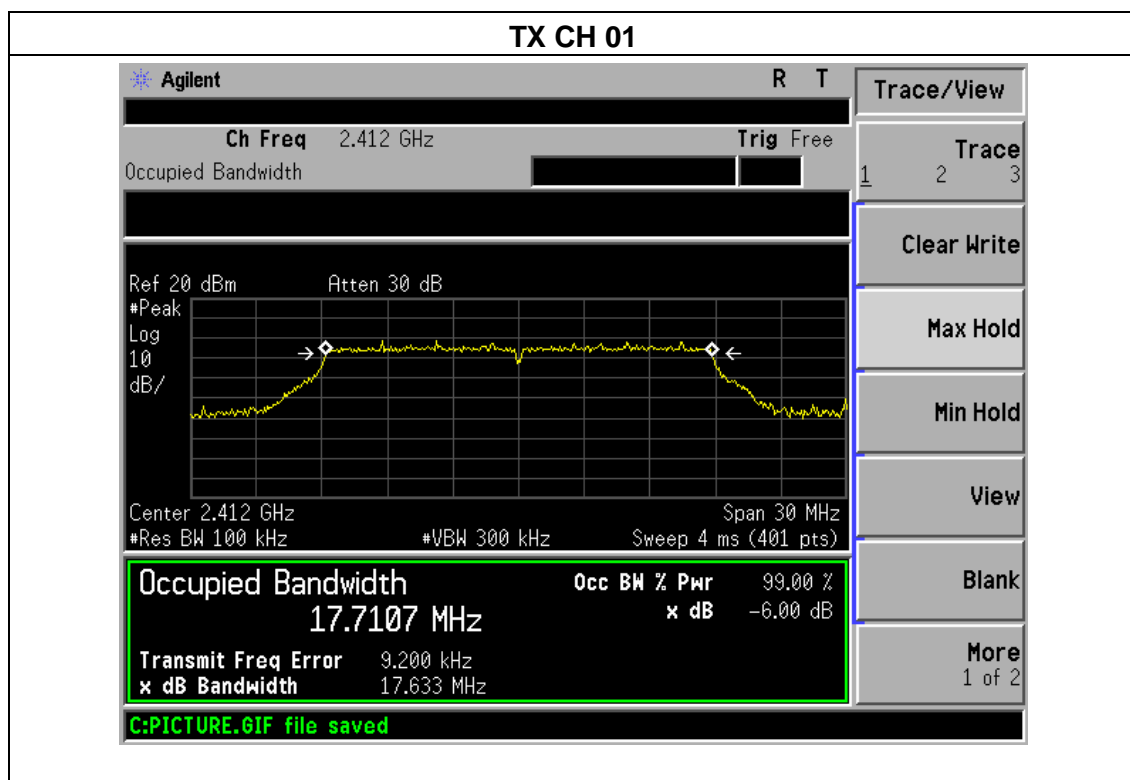 TX CH 01
Agilent R T
Trace/View
Ch Freq 2.412 GHz Trig Free
Occupied Bandwidth
Trace
1 2 3
Clear Write
Max Hold
Min Hold
View
Blank
More
1 of 2
Ref 20 dBm Atten 30 dB
#Peak
Log
10
dB/
Center 2.412 GHz Span 30 MHz
#Res BW 100 kHz #VBW 300 kHz Sweep 4 ms (401 pts)
Occupied Bandwidth Occ BW % Pwr 99.00 %
17.7107 MHz x dB -6.00 dB
Transmit Freq Error 9.200 kHz
x dB Bandwidth 17.633 MHz
C:PICTURE.GIF file saved